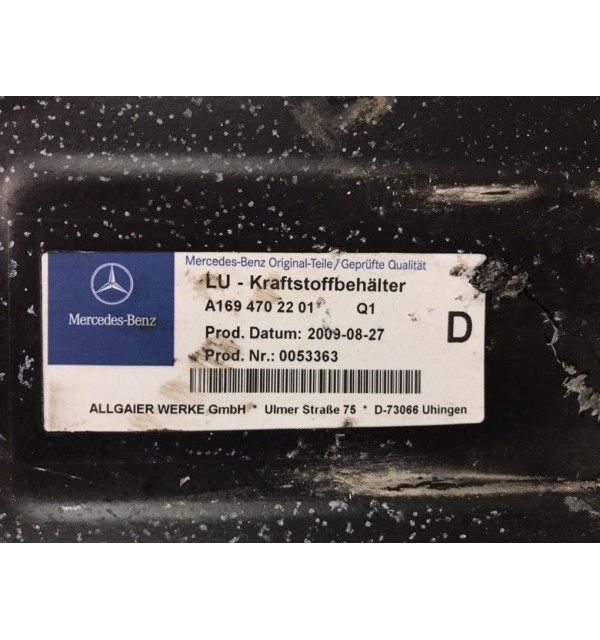 Mercedes-Benz Original-Teile/Geprüfte Qualität
LU - Kraftstoffbehälter
A169 470 22 01 Q1
Prod. Datum: 2009-08-27
D
Prod. Nr.: 0053363
Mercedes-Benz
ALLGAIER WERKE GmbH * Ulmer Straße 75 * D-73066 Uhingen